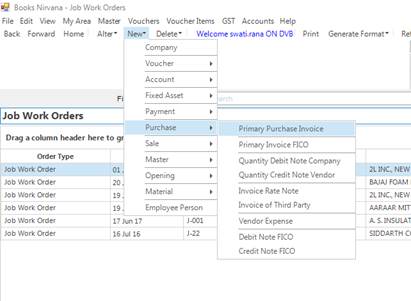 Books Nirvana - [Job Work Orders]
File Edit View My Area Master Vouchers Voucher Items GST Accounts Help
Back Forward Home Alter New Delete Welcome swati.rana ON DVB Print Generate Format Re
Company
Voucher
Account
Fixed Asset
Fi
earch
Payment
Job Work Orders
Purchase
Primary Purchase Invoice
Sale
Primary Invoice FICO
Drag a column header here to gr
Master
Quantity Debit Note Company
Order Type
Opening
Quantity Credit Note Vendor
Job Work Order 01 J
Material
Invoice Rate Note
2L INC., NEW
Job Work Order 20
Employee Person
Invoice of Third Party
BAJAJ FOAM
Job Work Order 19
Vendor Expense
2L INC., NEW
Job Work Order 19
AARAAR MIT
Job Work Order 17 Jun 17 J-001
Debit Note FICO
A. S. INSULAT
Job Work Order 16 Jul 16 J-22
Credit Note FICO
SIDDARTH C